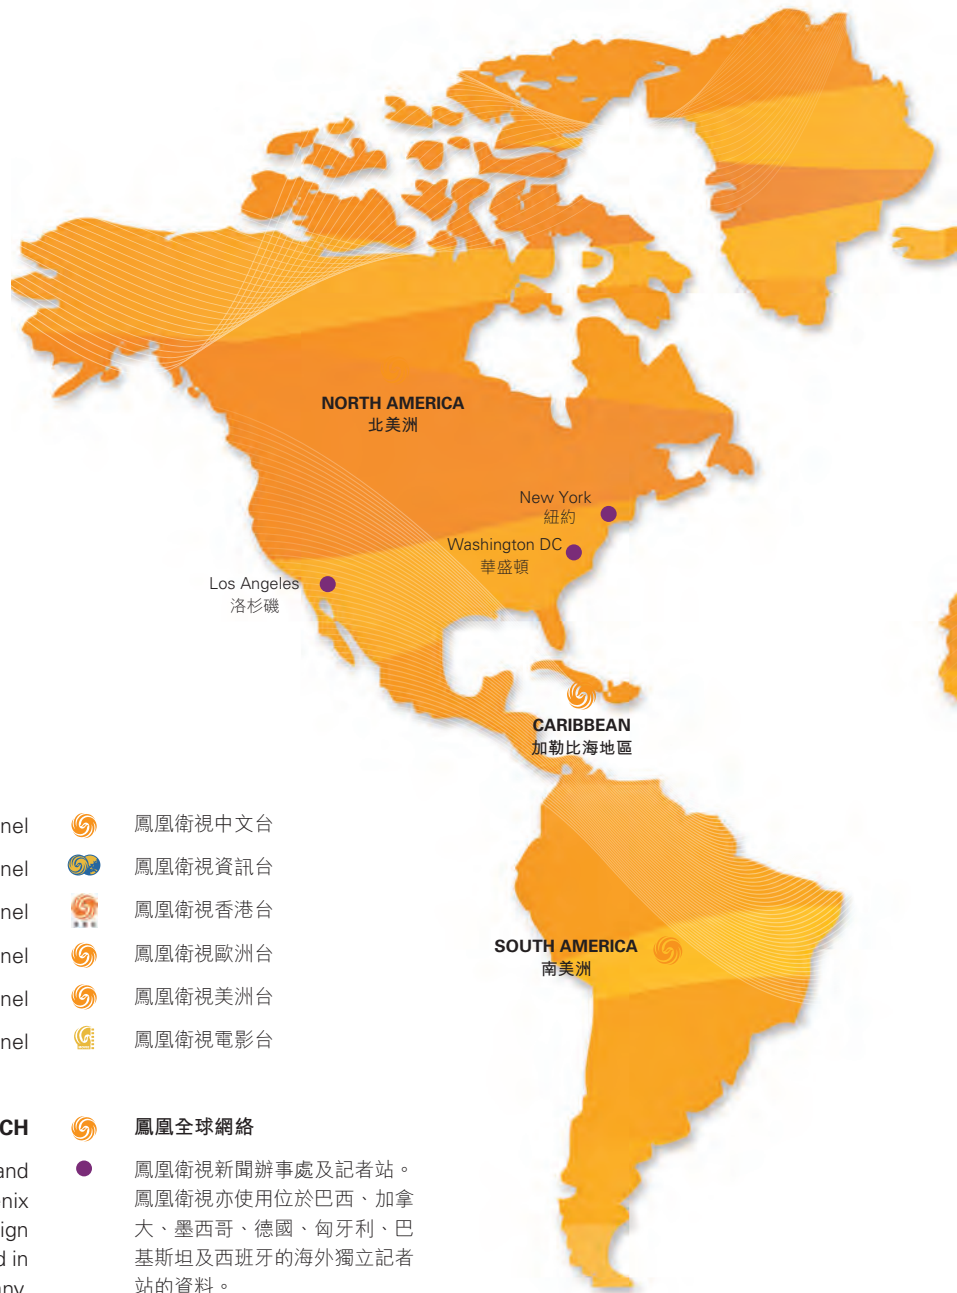 NORTH AMERICA
北美洲
New York
紐約
Washington DC
華盛頓
Los Angeles
洛杉磯
CARIBBEAN
加勒比海地區
SOUTH AMERICA
南美洲
nel 鳳凰衛視中文台
nel 鳳凰衛視資訊台
nel 鳳凰衛視香港台
nel 鳳凰衛視歐洲台
nel 鳳凰衛視美洲台
nel 鳳凰衛視電影台
CH 鳳凰全球網絡
and 鳳凰衛視新聞辦事處及記者站。
enix 鳳凰衛視亦使用位於巴西、加拿
ign 大、墨西哥、德國、匈牙利、巴
d in 基斯坦及西班牙的海外獨立記者
any, 站的資料。